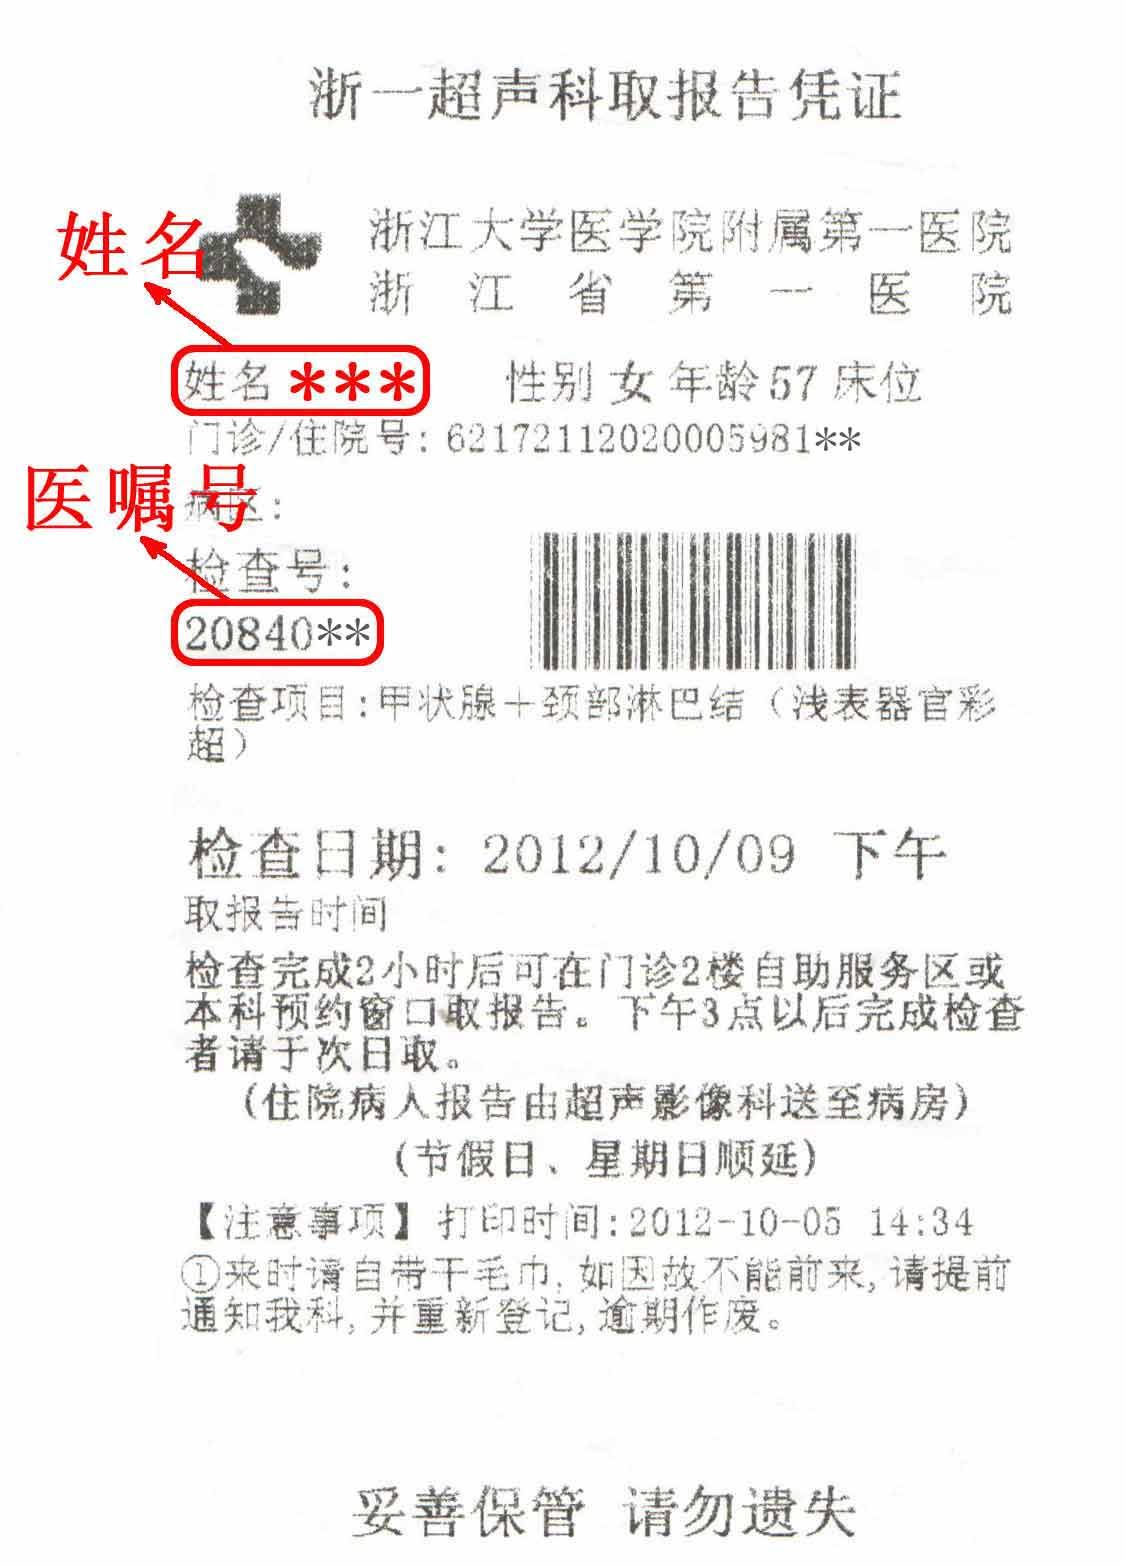 浙一超声科取报告凭证
浙江大学医学院附属第一医院
浙江省第一医院
姓名
姓名 *** 性别 女 年龄 57 床位
门诊/住院号: 62172112020005981**
医嘱号
病区:
检查号:
20840**
检查项目:甲状腺+颈部淋巴结(浅表器官彩
超)
检查日期: 2012/10/09 下午
取报告时间
检查完成2小时后可在门诊2楼自助服务区或
本科预约窗口取报告。下午3点以后完成检查
者请于次日取。
(住院病人报告由超声影像科送至病房)
(节假日、星期日顺延)
【注意事项】打印时间:2012-10-05 14:34
①来时请自带干毛巾,如因故不能前来,请提前
通知我科,并重新登记,逾期作废。
妥善保管 请勿遗失